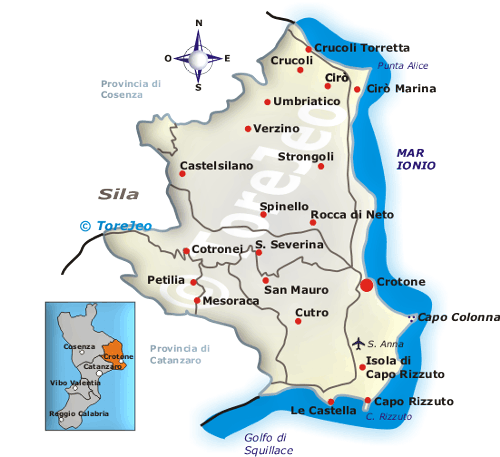 N
O
E
S
Crucoli Torretta
Crucoli
Punta Alice
Provincia di
Cosenza
Cirò
Cirò Marina
Umbriatico
Verzino
Strongoli
MAR
IONIO
Castelsilano
Sila
© ToreJeo
Spinello
Rocca di Neto
© ToreJeo
Cotronei
S. Severina
Petilia
San Mauro
Crotone
Mesoraca
Cutro
Capo Colonna
S. Anna
Provincia di
Catanzaro
Isola di
Capo Rizzuto
Le Castella
Capo Rizzuto
C. Rizzuto
Golfo di
Squillace
Cosenza
Crotone
Catanzaro
Vibo Valentia
Reggio Calabria